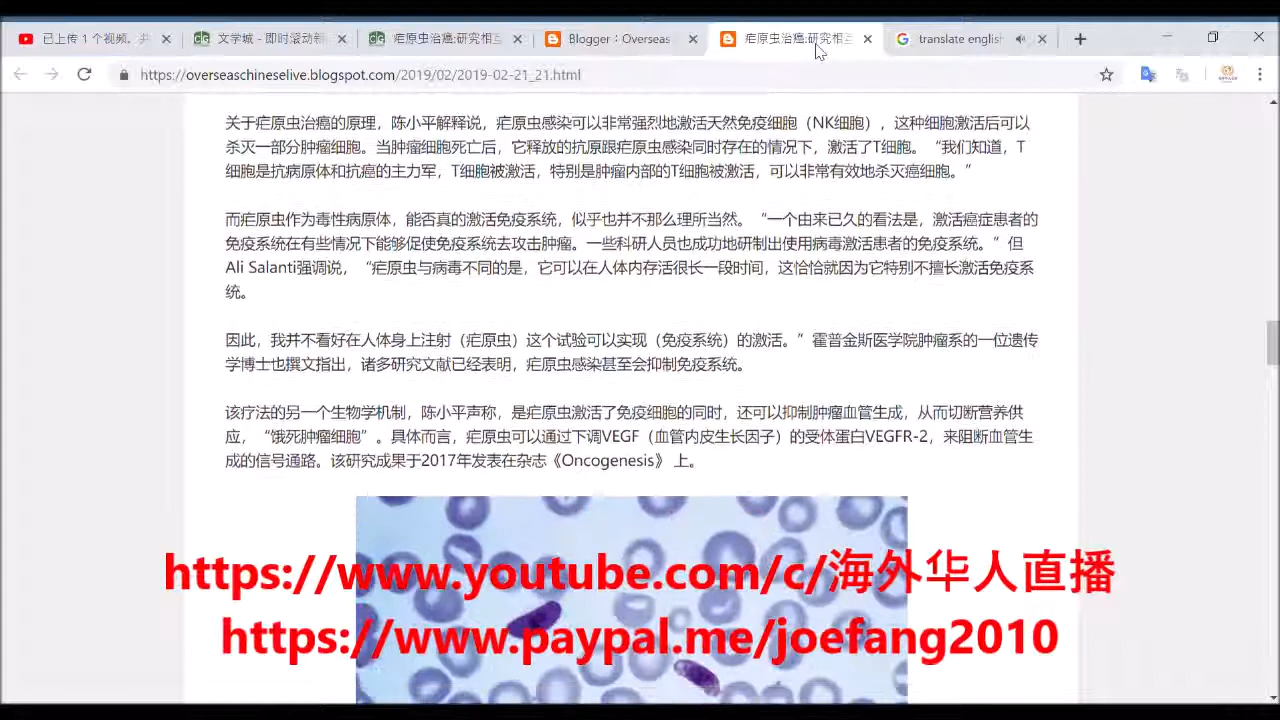 已上传 1 个视频。
文学城 - 即时滚动新
疟原虫治癌:研究相
Blogger：Overseas
疟原虫治癌:研究相
translate english
https://overseaschineselive.blogspot.com/2019/02/2019-02-21_21.html
关于疟原虫治癌的原理，陈小平解释说，疟原虫感染可以非常强烈地激活天然免疫细胞（NK细胞），这种细胞激活后可以
杀灭一部分肿瘤细胞。当肿瘤细胞死亡后，它释放的抗原跟疟原虫感染同时存在的情况下，激活了T细胞。“我们知道，T
细胞是抗病原体和抗癌的主力军，T细胞被激活，特别是肿瘤内部的T细胞被激活，可以非常有效地杀灭癌细胞。”
而疟原虫作为毒性病原体，能否真的激活免疫系统，似乎也并不那么理所当然。“一个由来已久的看法是，激活癌症患者的
免疫系统在有些情况下能够促使免疫系统去攻击肿瘤。一些科研人员也成功地研制出使用病毒激活患者的免疫系统。”但
Ali Salanti强调说，“疟原虫与病毒不同的是，它可以在人体内存活很长一段时间，这恰恰就因为它特别不擅长激活免疫系
统。
因此，我并不看好在人体身上注射（疟原虫）这个试验可以实现（免疫系统）的激活。”霍普金斯医学院肿瘤系的一位遗传
学博士也撰文指出，诸多研究文献已经表明，疟原虫感染甚至会抑制免疫系统。
该疗法的另一个生物学机制，陈小平声称，是疟原虫激活了免疫细胞的同时，还可以抑制肿瘤血管生成，从而切断营养供
应，“饿死肿瘤细胞”。具体而言，疟原虫可以通过下调VEGF（血管内皮生长因子）的受体蛋白VEGFR-2，来阻断血管生
成的信号通路。该研究成果于2017年发表在杂志《Oncogenesis》 上。
https://www.youtube.com/c/海外华人直播
https://www.paypal.me/joefang2010